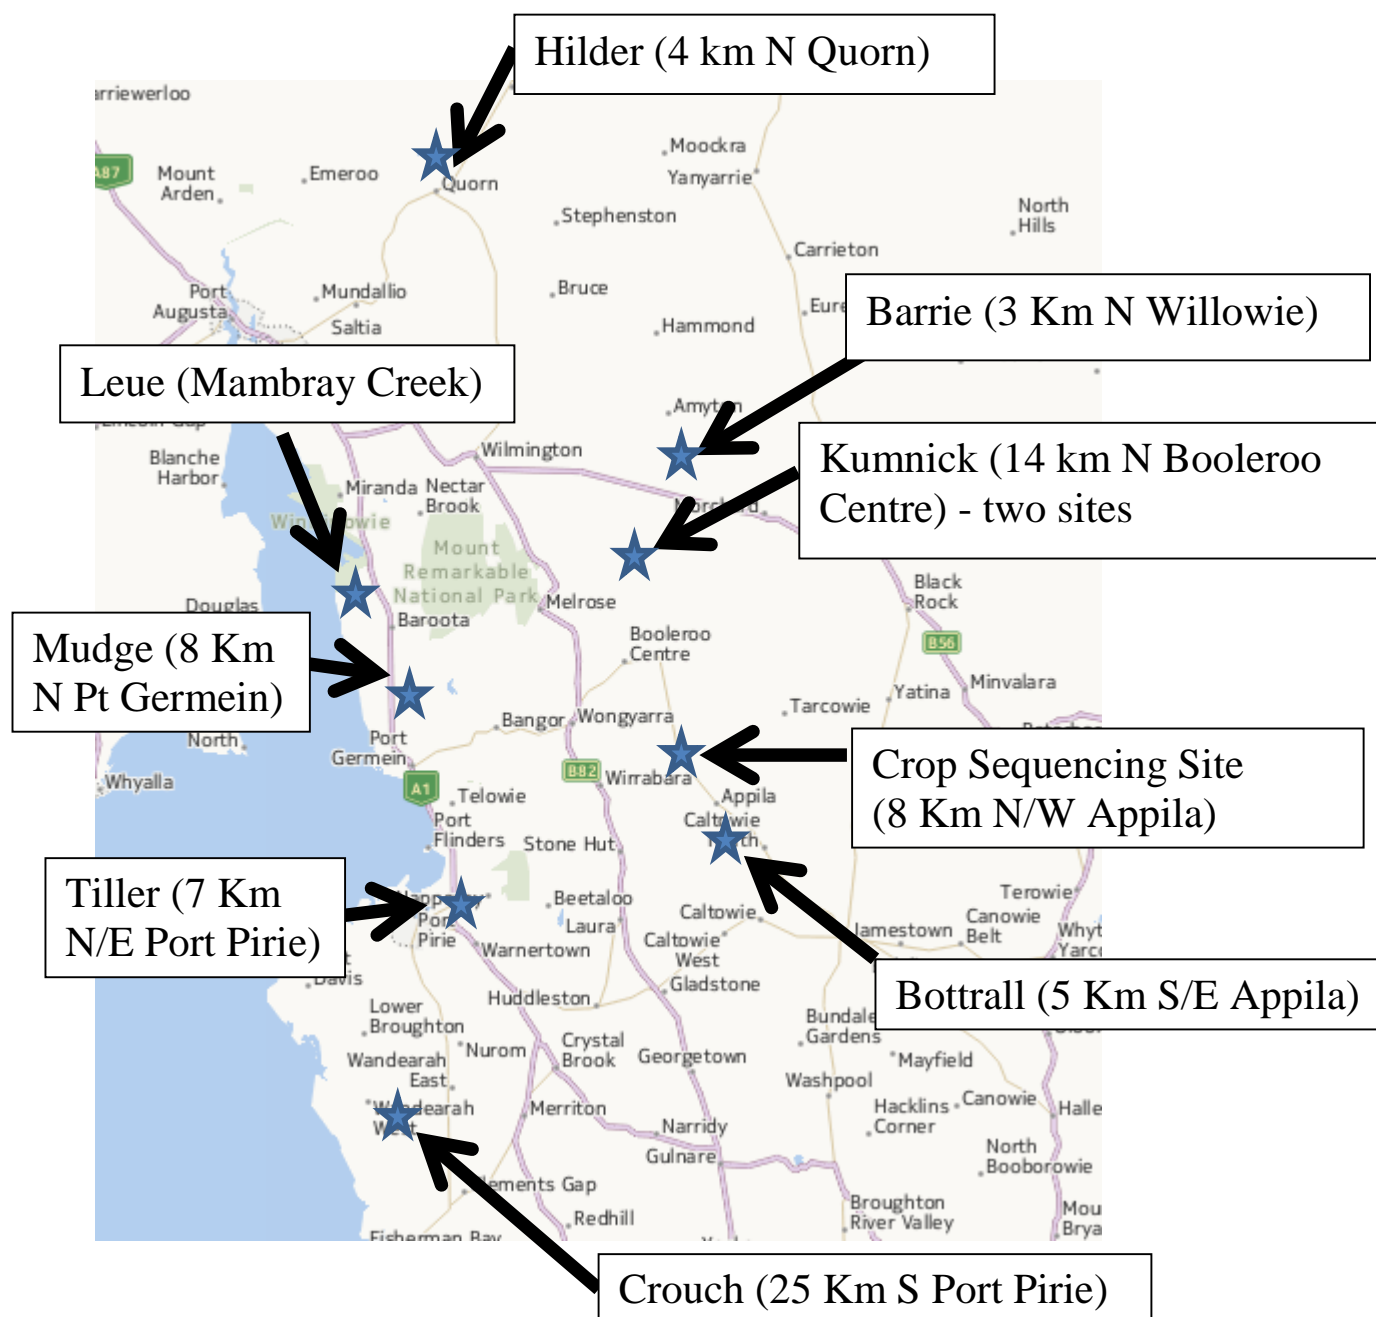 Hilder (4 km N Quorn)
arriewerloo
A87
Mount
Arden
Emeroo
Quorn
Moockra
Yanyarrie
Stephenston
North
Hills
Carrieton
Port
Augusta
Mundallio
Saltia
Bruce
Hammond
Barrie (3 Km N Willowie)
Leue (Mambray Creek)
Amyton
Blanche
Harbor
Wilmington
Kumnick (14 km N Booleroo
Centre) - two sites
Miranda
Nectar
Brook
Mount
Remarkable
National Park
Melrose
Black
Rock
Douglas
Baroota
Booleroo
Centre
B56
Mudge (8 Km
N Pt Germein)
Minvalara
Yatina
Tarcowie
Bangor
Wongyarra
North
Port
Germein
Whyalla
A1
B82
Wirrabara
Crop Sequencing Site
(8 Km N/W Appila)
Telowie
Appila
Port
Flinders
Caltowie
Stone Hut
Tiller (7 Km
N/E Port Pirie)
Pirie
Beetaloo
Laura
Caltowie
Terowie
Canowie
Belt
Jamestown
Warnertown
Caltowie
West
Gladstone
Davis
Huddleston
Bottrall (5 Km S/E Appila)
Lower
Broughton
Nurom
Crystal
Brook
Georgetown
Gardens
Mayfield
Wandearah
East
Washpool
Merriton
Hacklins
Corner
Canowie
Halle
Narridy
Gulnare
North
Booborowie
Redhill
Broughton
River Valley
Mou
Brya
Fisherman Bay
Crouch (25 Km S Port Pirie)